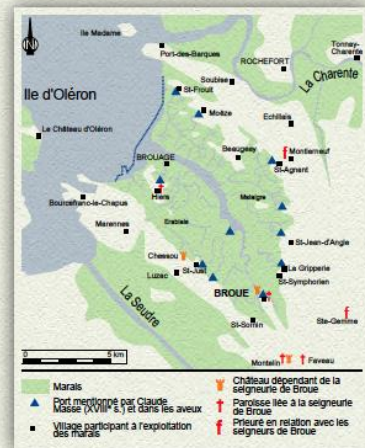 Ile Madame
Port-des-Barques
ROCHEFORT
Tonnay-
Charente
La Charente
Soubise
St-Froult
Ile d'Oléron
Moëze
Echillais
Le Château d'Oléron
Beugeay
Montierneuf
BROUAGE
St-Agnant
Hiers
Malaigre
Bourcefranc-le-Chapus
Erablais
Marennes
St-Jean-d'Angle
Chessou
St-Just
La Gripperie
Luzac
St-Symphorien
BROUE
La Seudre
Ste-Gemme
St-Sornin
0 5 km
Montelin
Faveau
Marais
Port mentionné par Claude
Masse (XVIIIe s.) et dans les aveux
Village participant à l'exploitation
des marais
Château dépendant de la
seigneurie de Broue
Paroisse liée à la seigneurie
de Broue
Prieuré en relation avec les
seigneurs de Broue